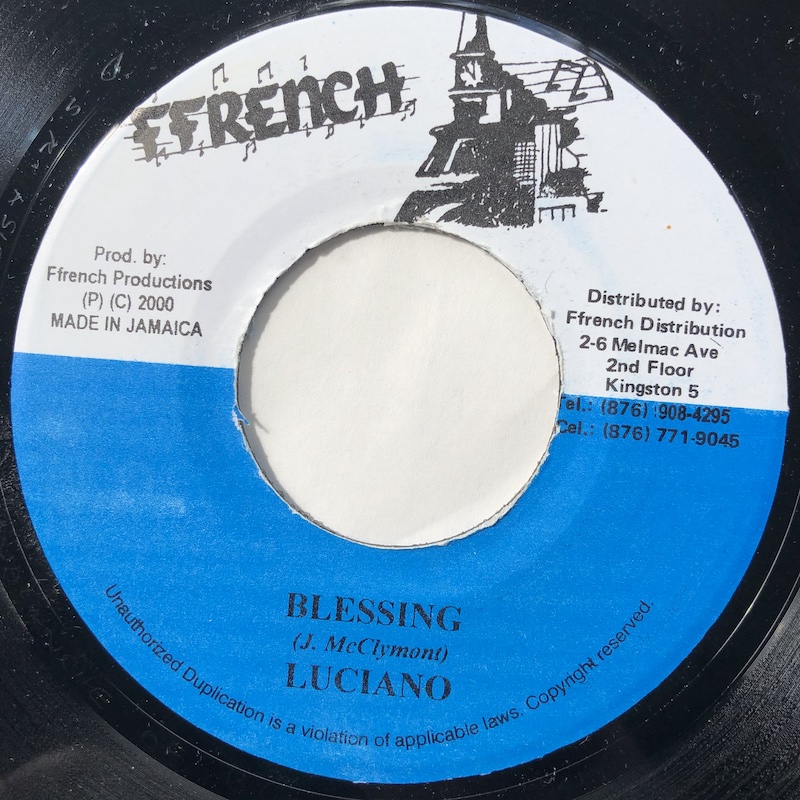 FFRENCH
Prod. by:
Ffrench Productions
(P) (C) 2000
MADE IN JAMAICA
Distributed by:
Ffrench Distribution
2-6 Melmac Ave
2nd Floor
Kingston 5
Tel.: (876) 908-4295
Cel.: (876) 771-9045
BLESSING
(J. McClymont)
LUCIANO
Unauthorized Duplication is a violation of applicable laws. Copyright reserved.